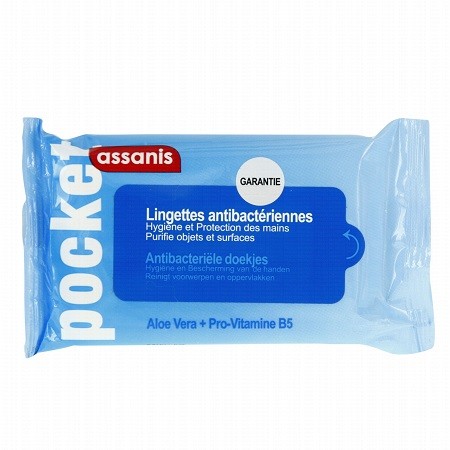 pocket
assanis
GARANTIE
Lingettes antibactériennes
Hygiène et Protection des mains
Purifie objets et surfaces
Antibacteriële doekjes
Hygiëne en Bescherming van de handen
Reinigt voorwerpen en oppervlakken
Aloe Vera + Pro-Vitamine B5